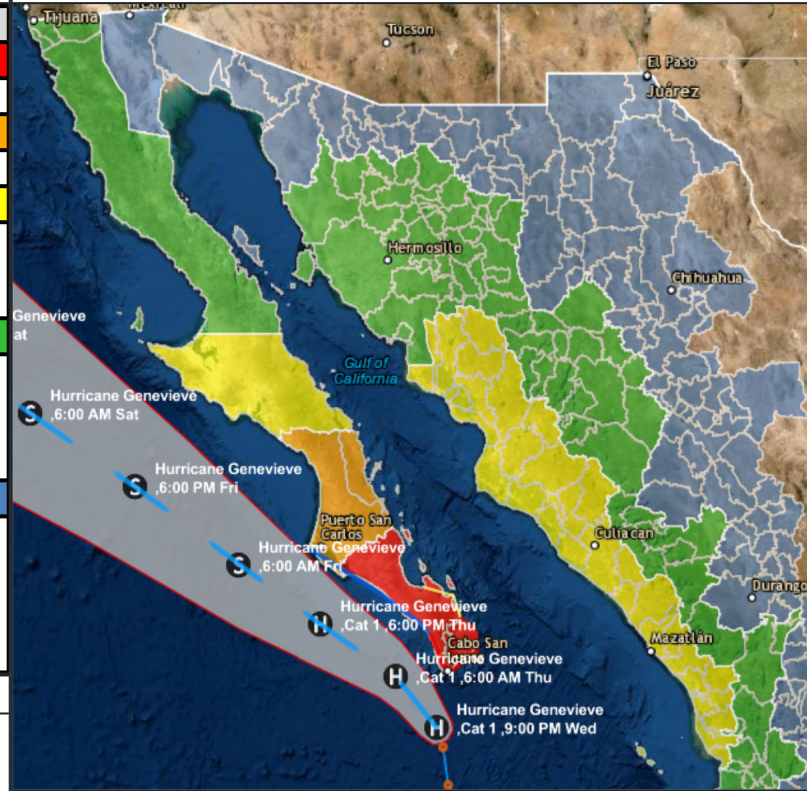 Tijuana
Mexicali
Tucson
El Paso
Juárez
Hermosillo
Chihuahua
Genevieve
at
Gulf of
California
Hurricane Genevieve
,6:00 AM Sat
Hurricane Genevieve
,6:00 PM Fri
S
S
Puerto San
Carlos
Culiacan
Hurricane Genevieve
,6:00 AM Fri
S
Durango
Hurricane Genevieve
,Cat 1 ,6:00 PM Thu
H
Mazatlán
Cabo San
Hurricane Genevieve
,Cat 1 ,6:00 AM Thu
H
Hurricane Genevieve
,Cat 1 ,9:00 PM Wed
H